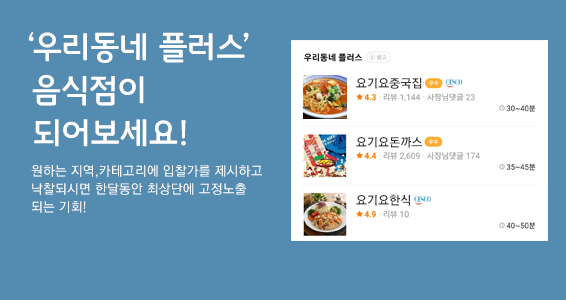 ‘우리동네 플러스’
음식점이
되어보세요!
원하는 지역,카테고리에 입찰가를 제시하고
낙찰되시면 한달동안 최상단에 고정노출
되는 기회!
우리동네 플러스 광고
요기요중국집 우수 CESCO
★ 4.3 · 리뷰 1,144 · 사장님댓글 23
30~40분
요기요돈까스 우수
★ 4.4 · 리뷰 2,609 · 사장님댓글 174
35~45분
요기요한식 CESCO
★ 4.9 · 리뷰 10
40~50분